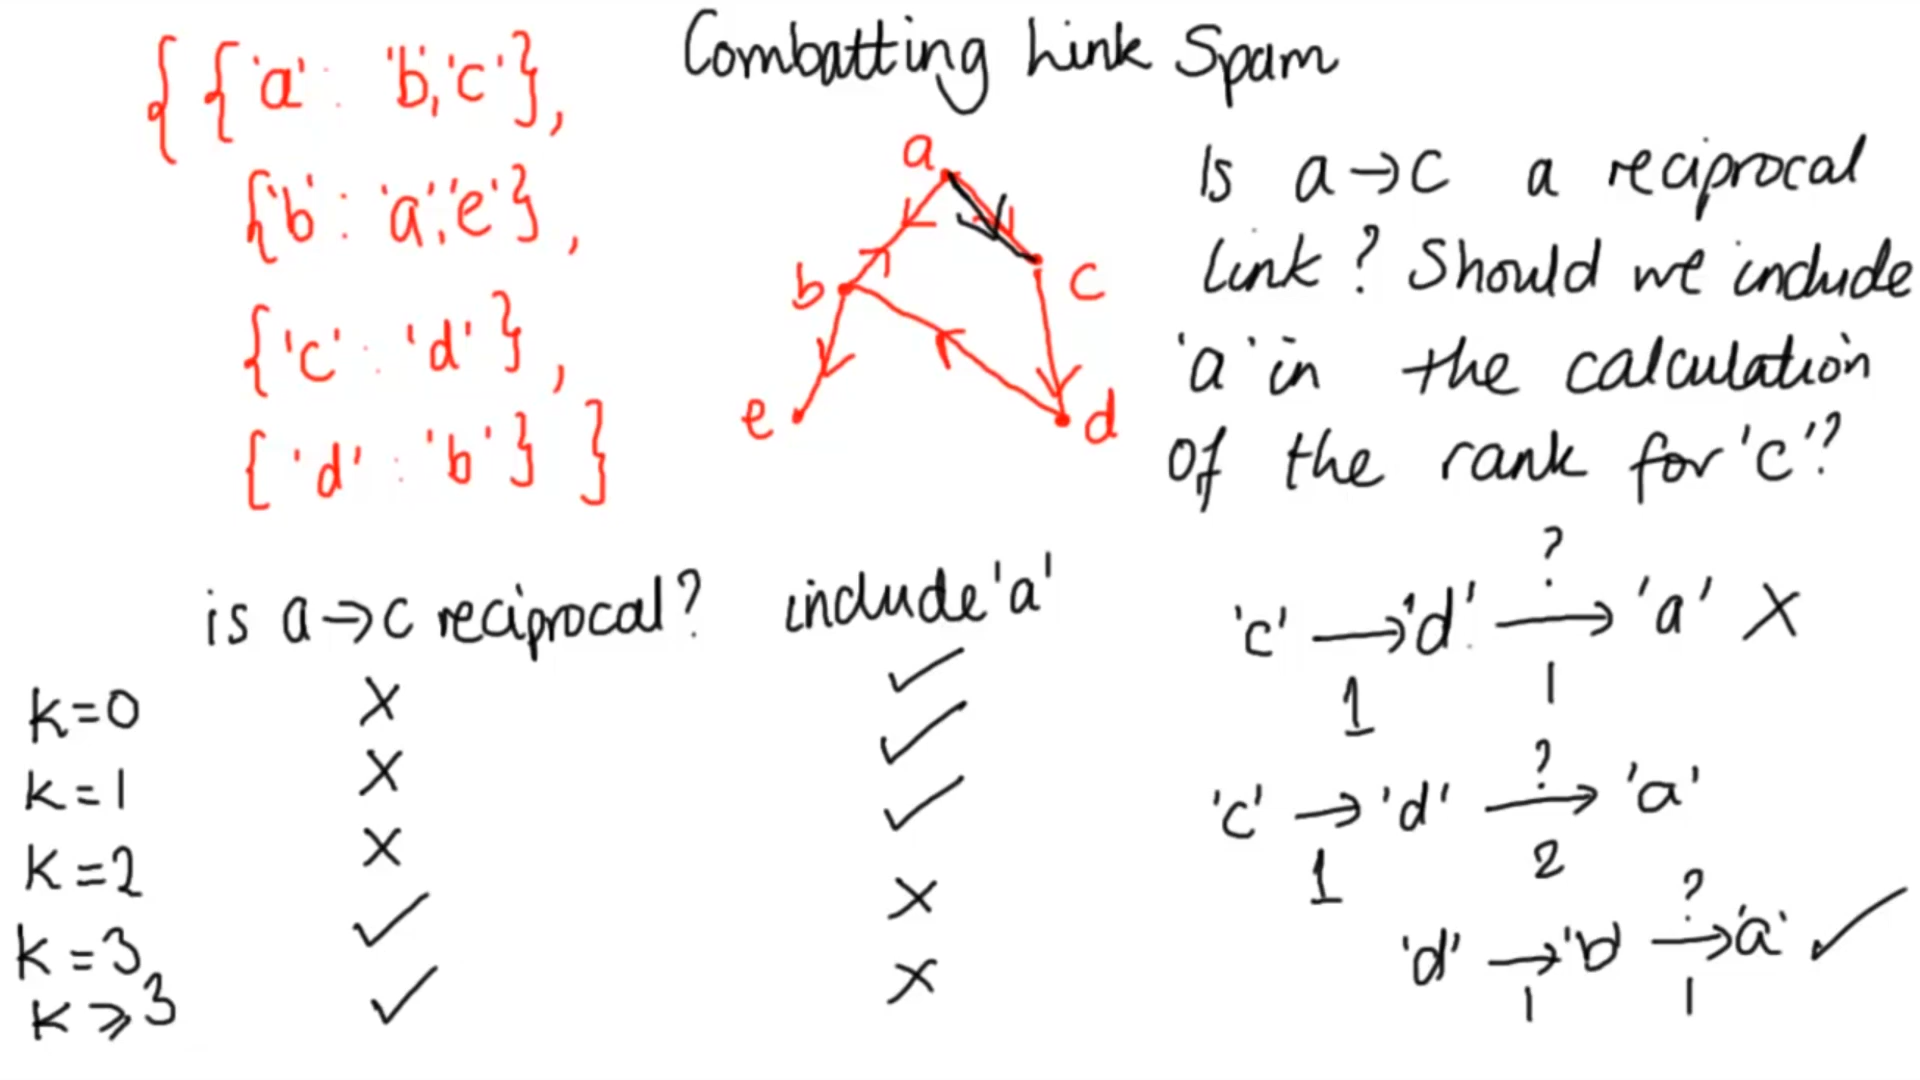 Combatting Link Spam
{ { 'a' : 'b','c' },
{'b' : 'a','e' },
{'c' : 'd' },
{ 'd' : 'b' } }
a
b
c
e
d
Is a → c a reciprocal
link ? Should we include
'a' in the calculation
of the rank for 'c' ?
is a → c reciprocal ? include 'a'
k = 0 X ✓
k = 1 X ✓
k = 2 X ✓
k = 3 ✓ X
k ⩾ 3 ✓ X
?
'c' → 'd' → 'a' X
1 1
?
'c' → 'd' → 'a'
1 2
?
'd' → 'b' → 'a' ✓
1 1